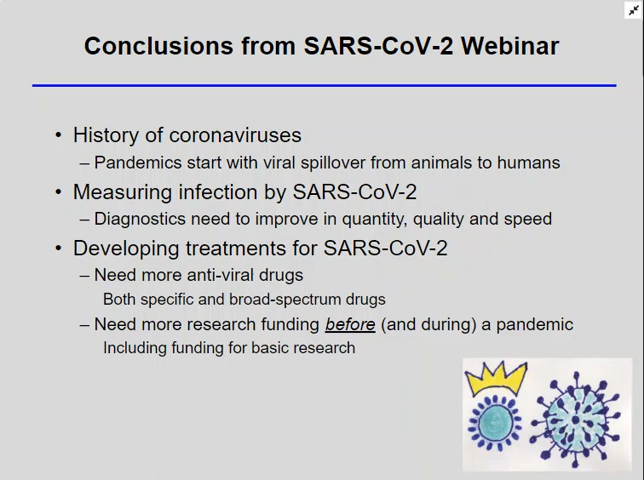 Conclusions from SARS-CoV-2 Webinar
• History of coronaviruses
– Pandemics start with viral spillover from animals to humans
• Measuring infection by SARS-CoV-2
– Diagnostics need to improve in quantity, quality and speed
• Developing treatments for SARS-CoV-2
– Need more anti-viral drugs
Both specific and broad-spectrum drugs
– Need more research funding before (and during) a pandemic
Including funding for basic research